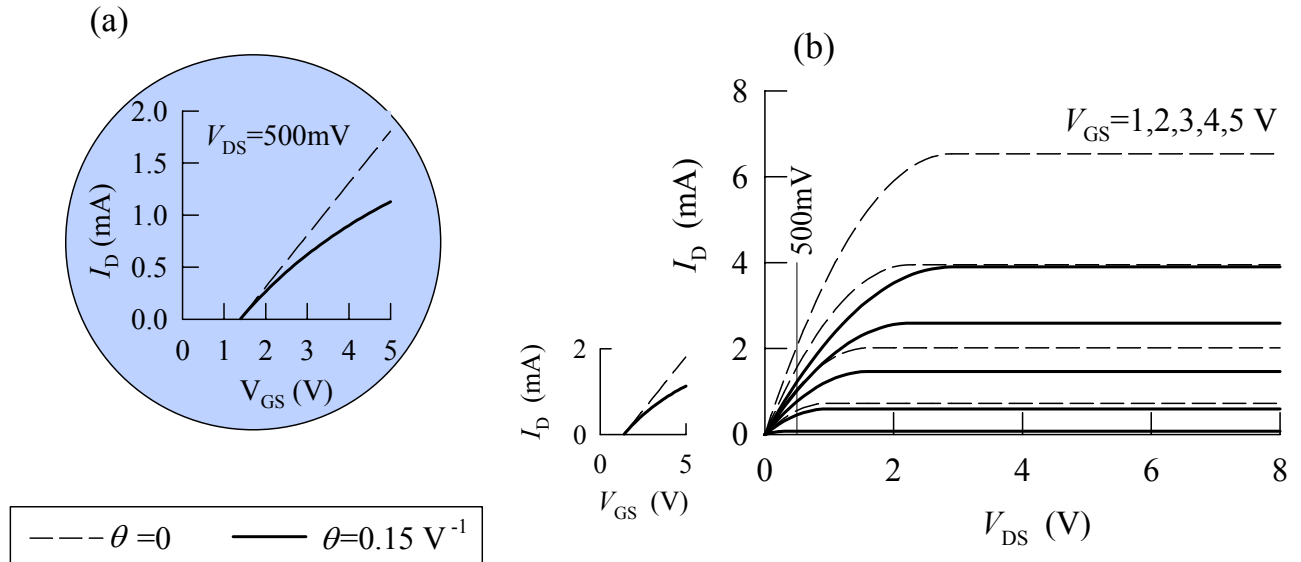 (a)
2.0
1.5
1.0
0.5
0.0
I_D (mA)
V_DS=500mV
0 1 2 3 4 5
V_GS (V)
2
0
I_D (mA)
0 5
V_GS (V)
(b)
8
6
4
2
0
I_D (mA)
V_GS=1,2,3,4,5 V
500mV
0 2 4 6 8
V_DS (V)
θ=0 θ=0.15 V^-1